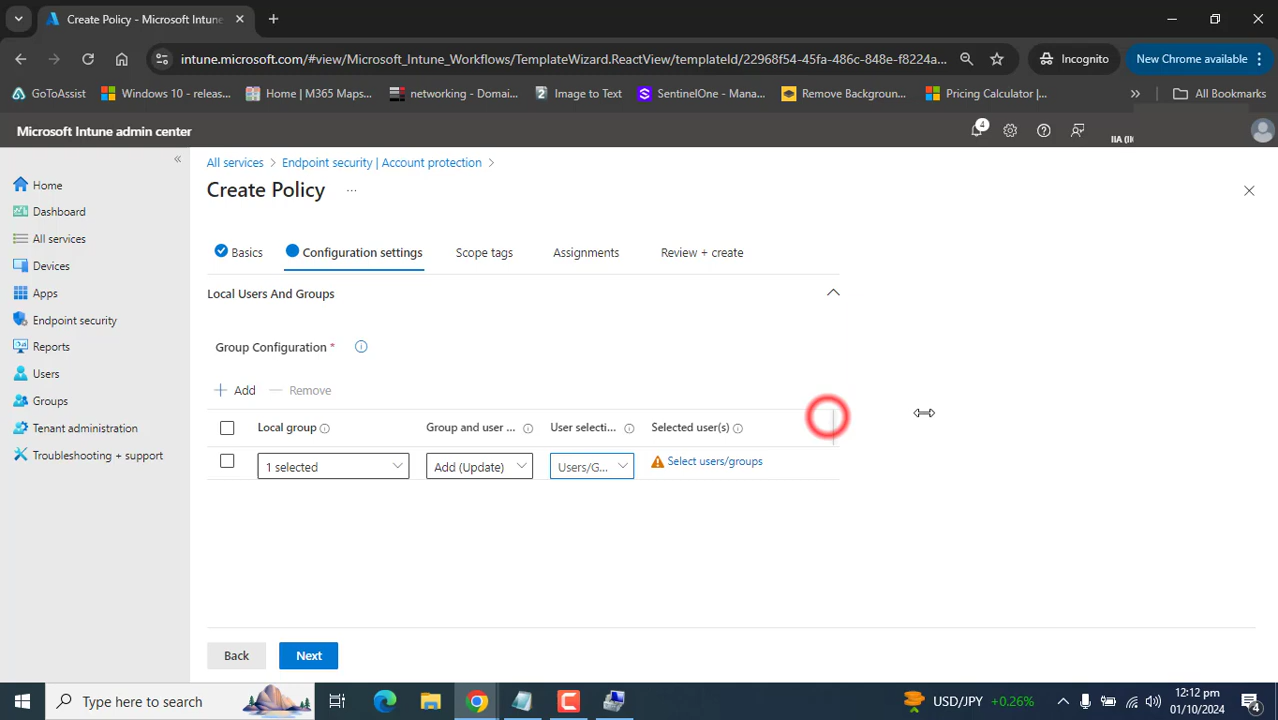 Create Policy - Microsoft Intune
intune.microsoft.com/#view/Microsoft_Intune_Workflows/TemplateWizard.ReactView/templateId/22968f54-45fa-486c-848e-f8224a...
Incognito
New Chrome available
GoToAssist
Windows 10 - releas...
Home | M365 Maps...
networking - Domai...
Image to Text
SentinelOne - Mana...
Remove Backgroun...
Pricing Calculator |...
All Bookmarks
Microsoft Intune admin center
4
IIA (II(
All services > Endpoint security | Account protection >
Create Policy ...
Home
Dashboard
All services
Devices
Apps
Endpoint security
Reports
Users
Groups
Tenant administration
Troubleshooting + support
Basics
Configuration settings
Scope tags
Assignments
Review + create
Local Users And Groups
Group Configuration *
+ Add — Remove
Local group
Group and user ...
User selecti...
Selected user(s)
1 selected
Add (Update)
Users/G...
Select users/groups
Back
Next
Type here to search
USD/JPY +0.26%
12:12 pm
01/10/2024
4